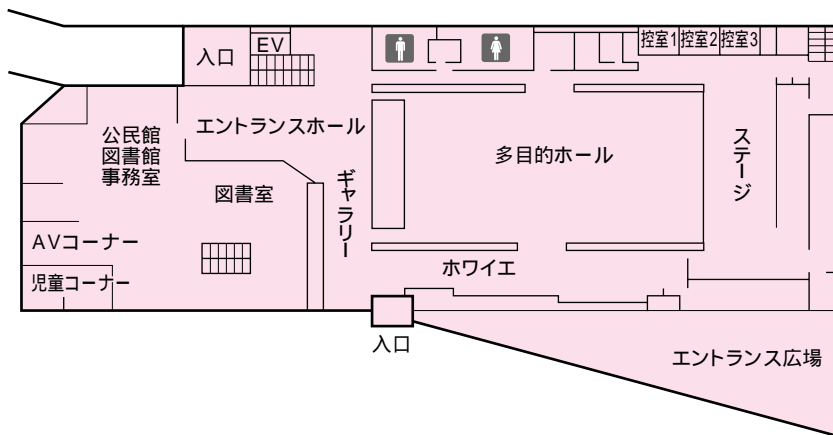 入口
EV
控室1
控室2
控室3
エントランスホール
公民館
図書館
事務室
図書室
ギャラリー
多目的ホール
ステージ
AVコーナー
児童コーナー
ホワイエ
入口
エントランス広場